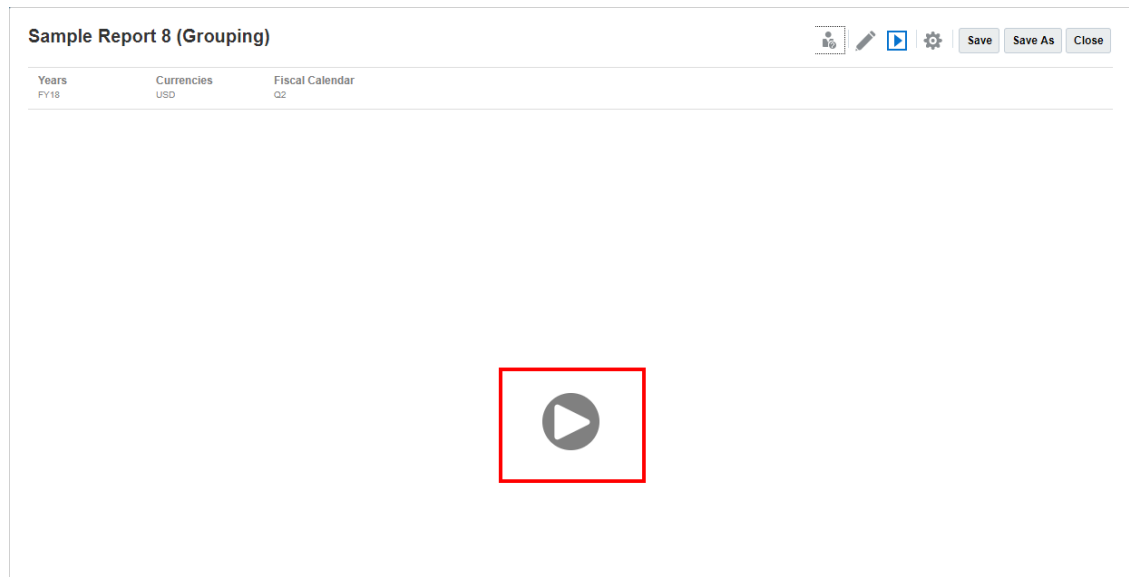 Sample Report 8 (Grouping)
Save Save As Close
Years Currencies Fiscal Calendar
FY18 USD Q2